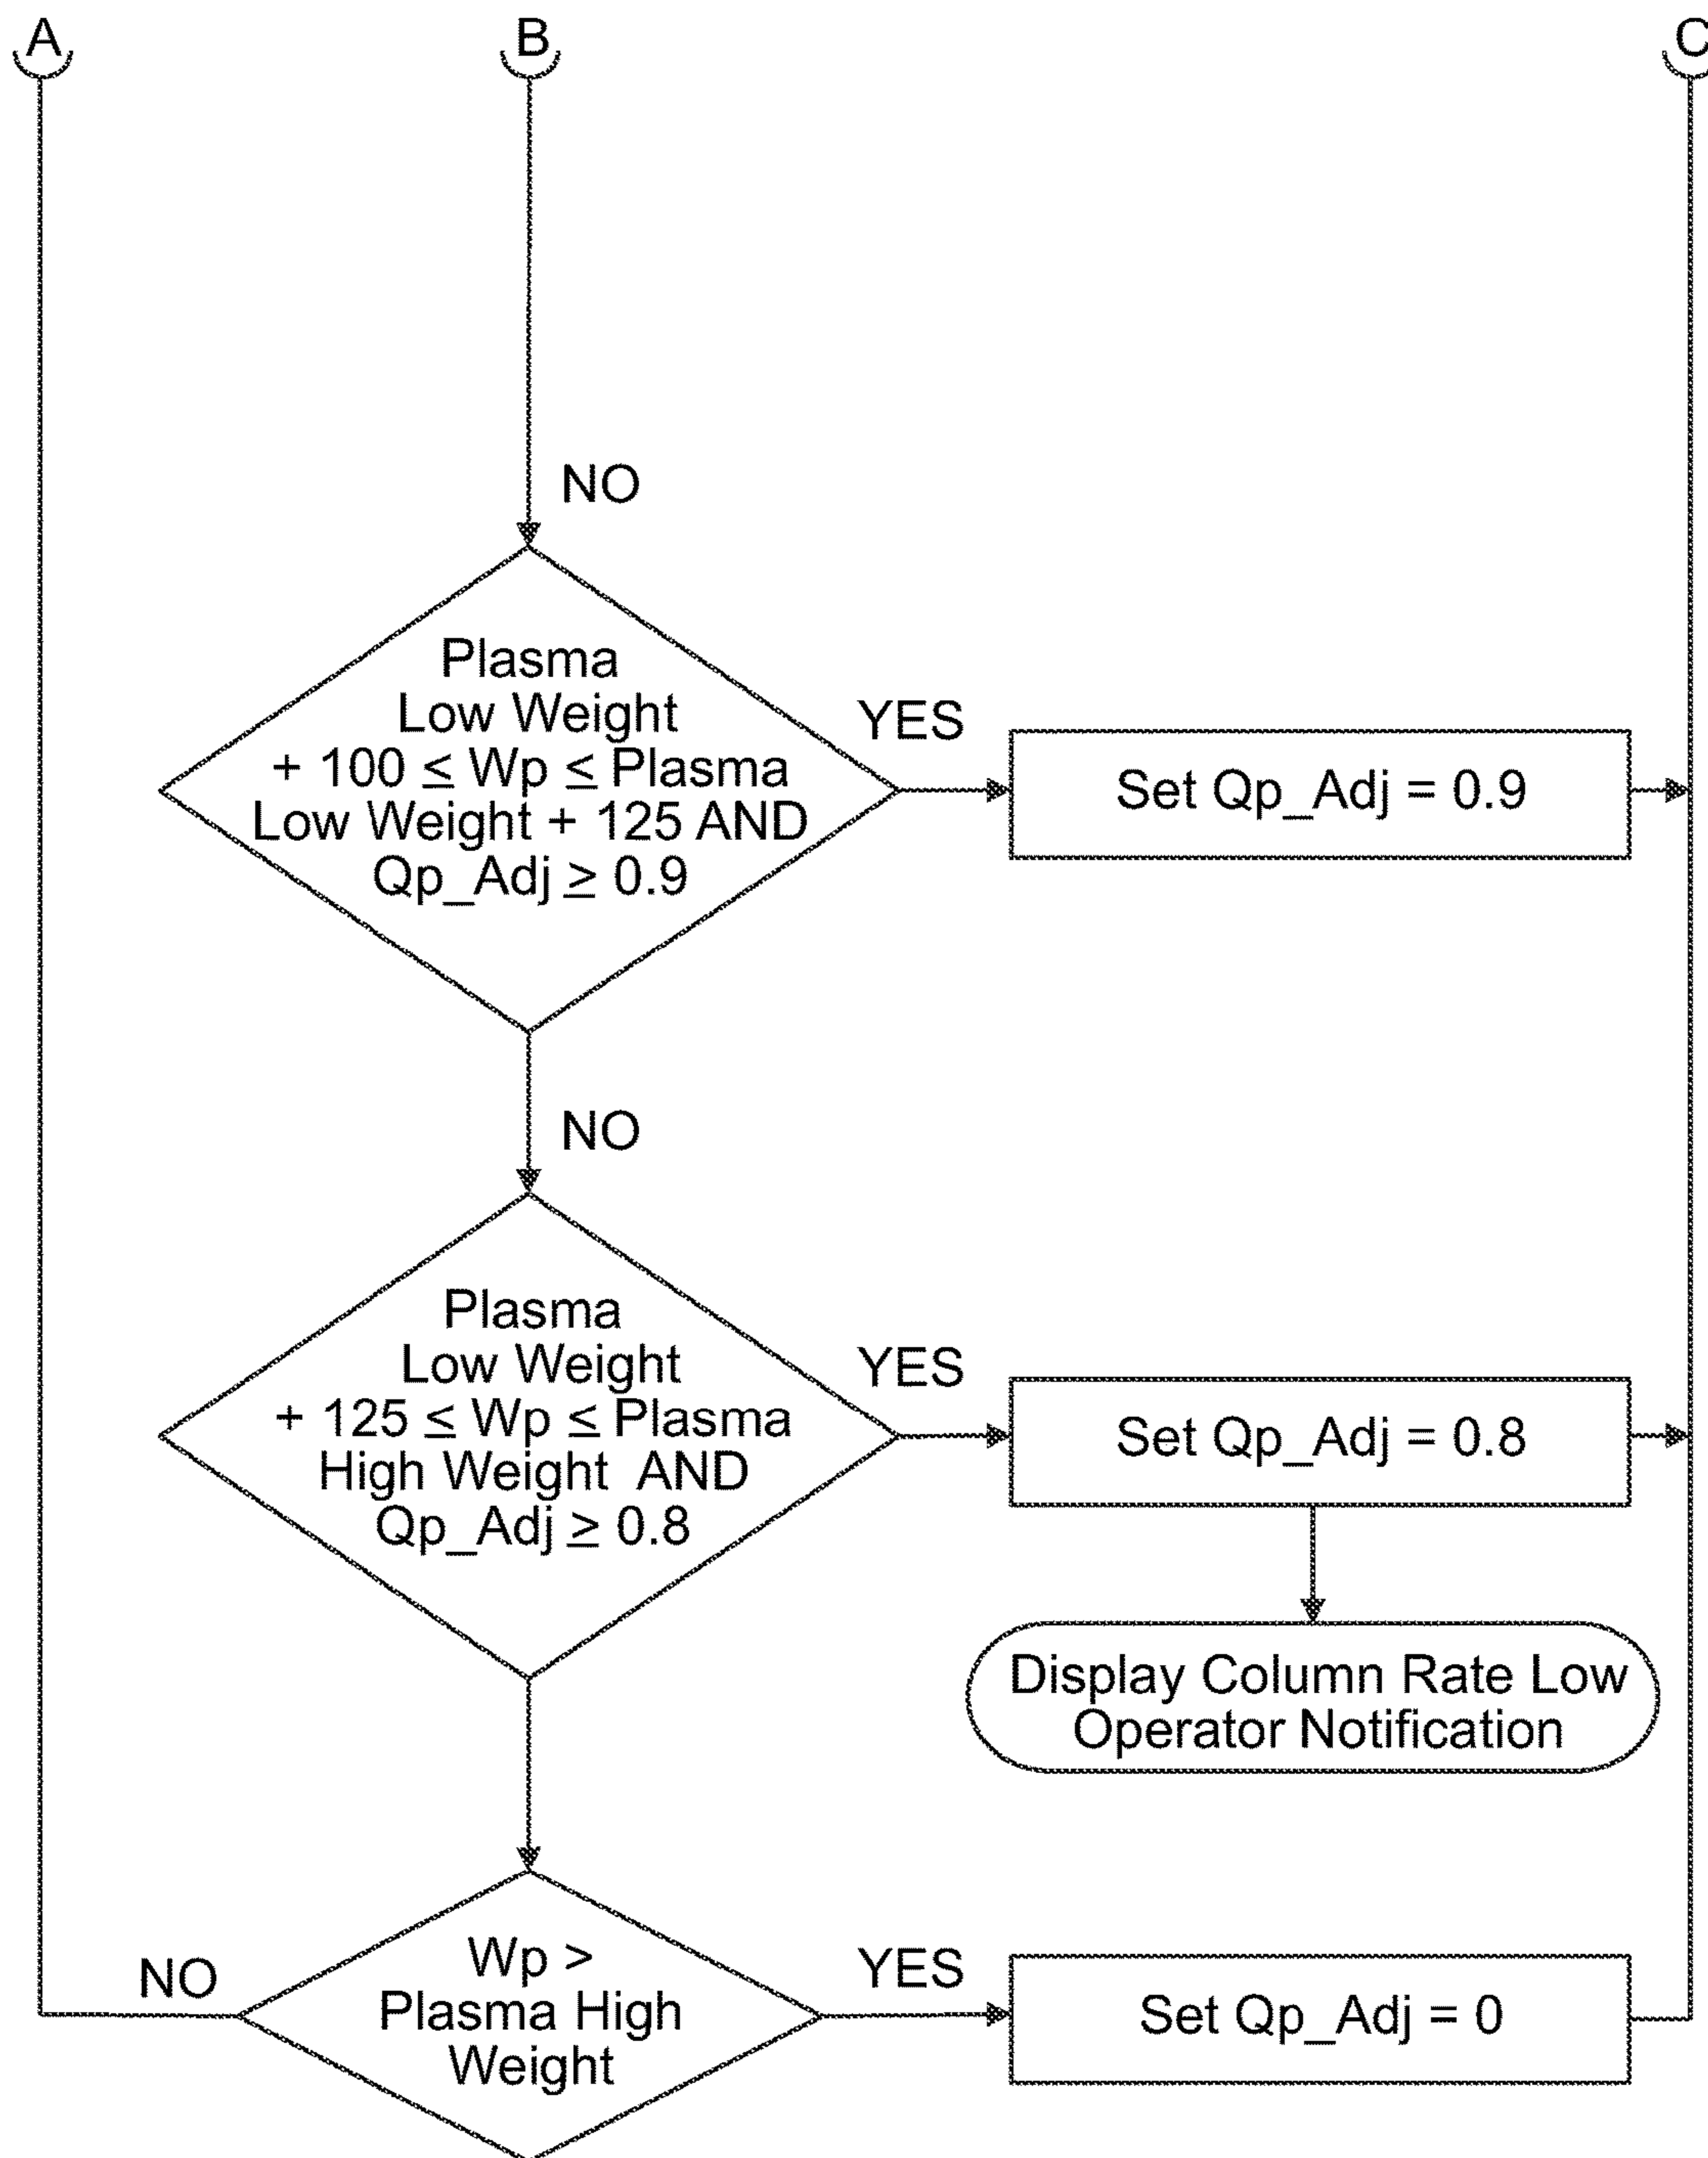 A
B
C
NO
Plasma
Low Weight
+ 100 ≤ Wp ≤ Plasma
Low Weight + 125 AND
Qp_Adj ≥ 0.9
YES
Set Qp_Adj = 0.9
NO
Plasma
Low Weight
+ 125 ≤ Wp ≤ Plasma
High Weight AND
Qp_Adj ≥ 0.8
YES
Set Qp_Adj = 0.8
Display Column Rate Low
Operator Notification
NO
Wp >
Plasma High
Weight
YES
Set Qp_Adj = 0